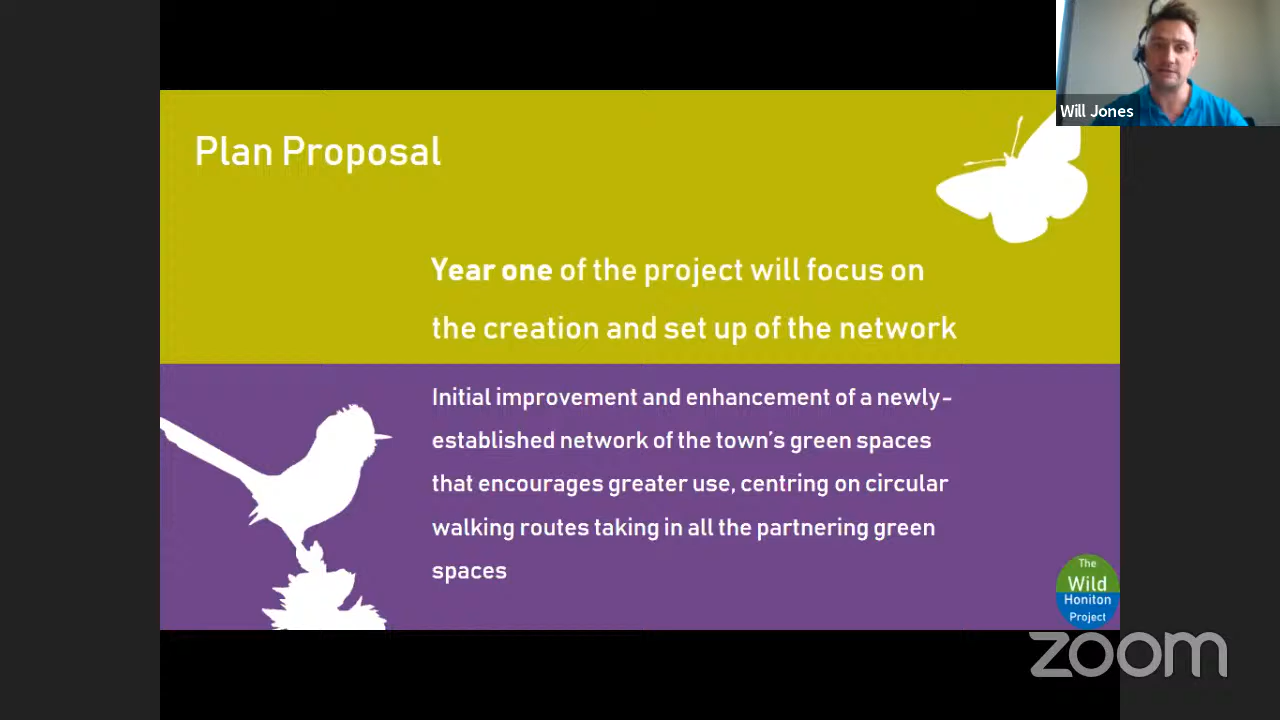 Will Jones
Plan Proposal
Year one of the project will focus on
the creation and set up of the network
Initial improvement and enhancement of a newly-
established network of the town's green spaces
that encourages greater use, centring on circular
walking routes taking in all the partnering green
spaces
The
Wild
Honiton
Project
zoom